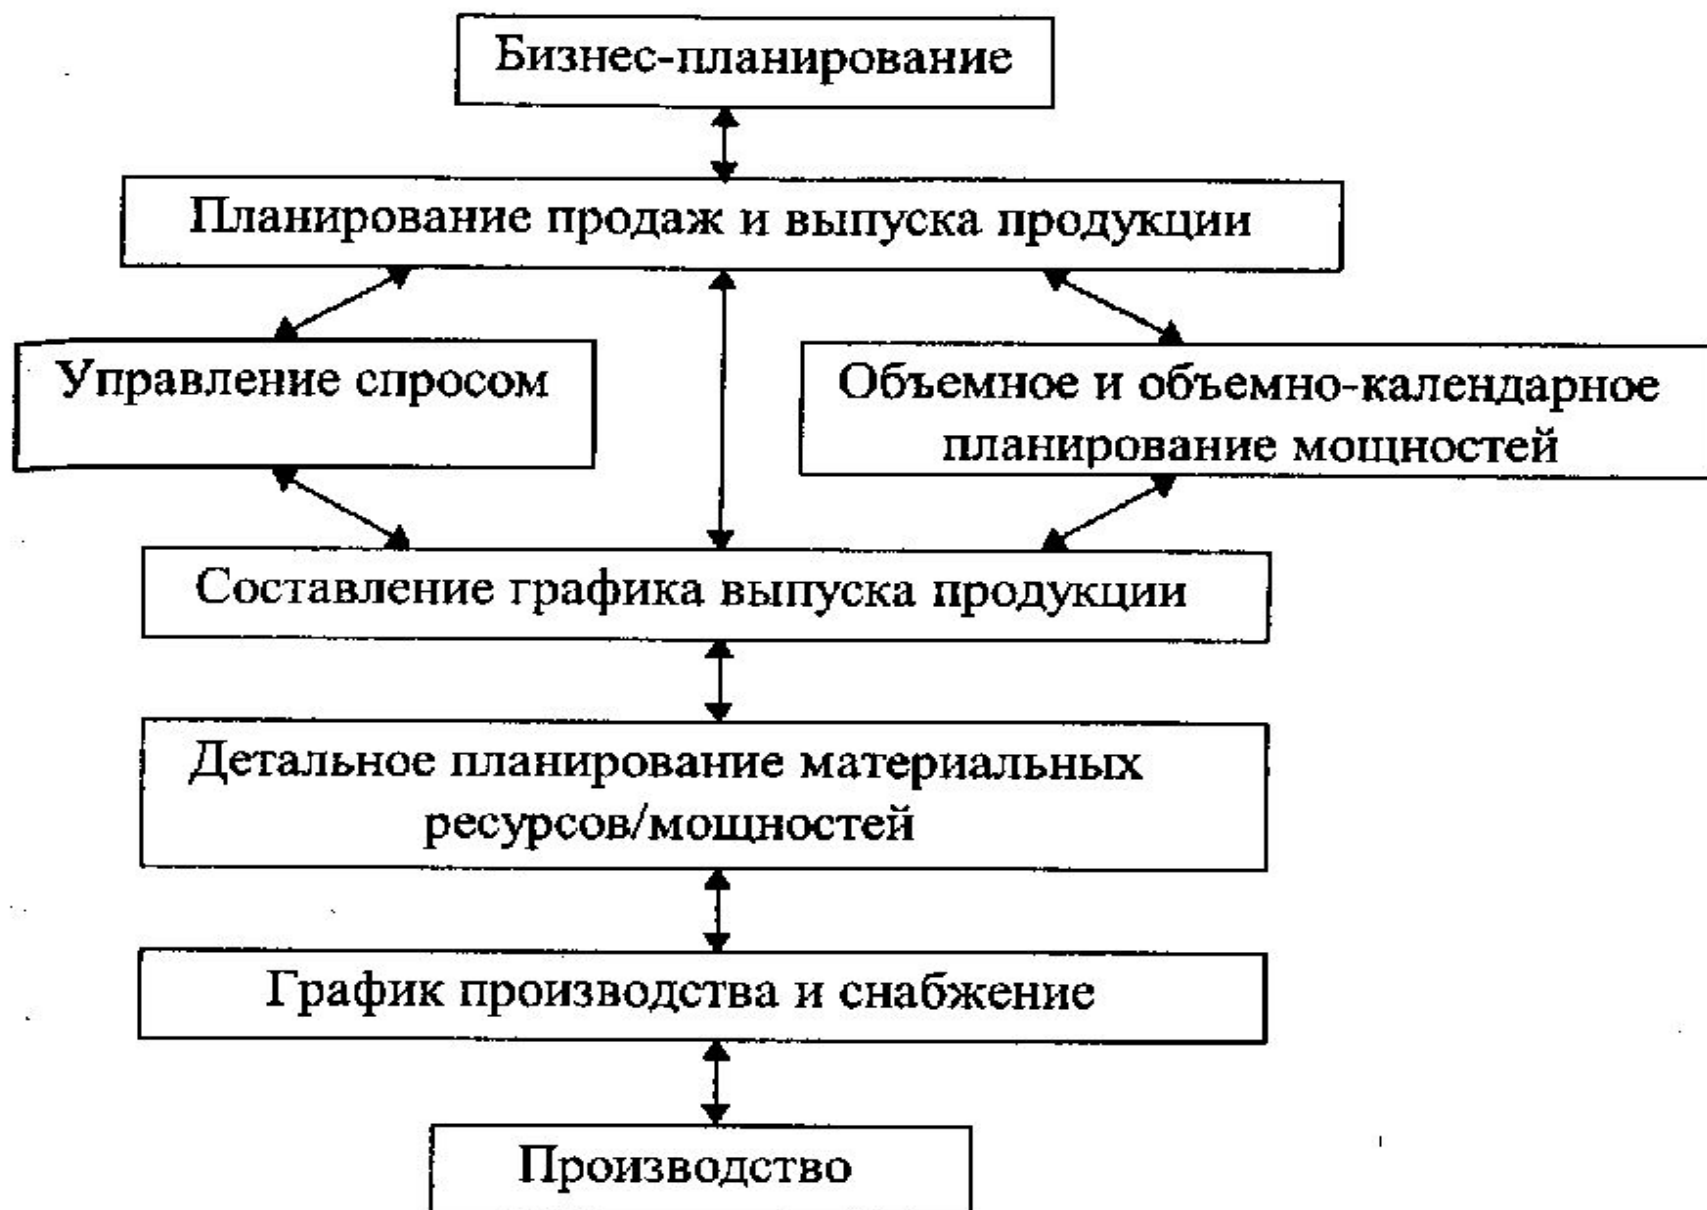 Бизнес-планирование
Планирование продаж и выпуска продукции
Управление спросом
Объемное и объемно-календарное
планирование мощностей
Составление графика выпуска продукции
Детальное планирование материальных
ресурсов/мощностей
График производства и снабжение
Производство